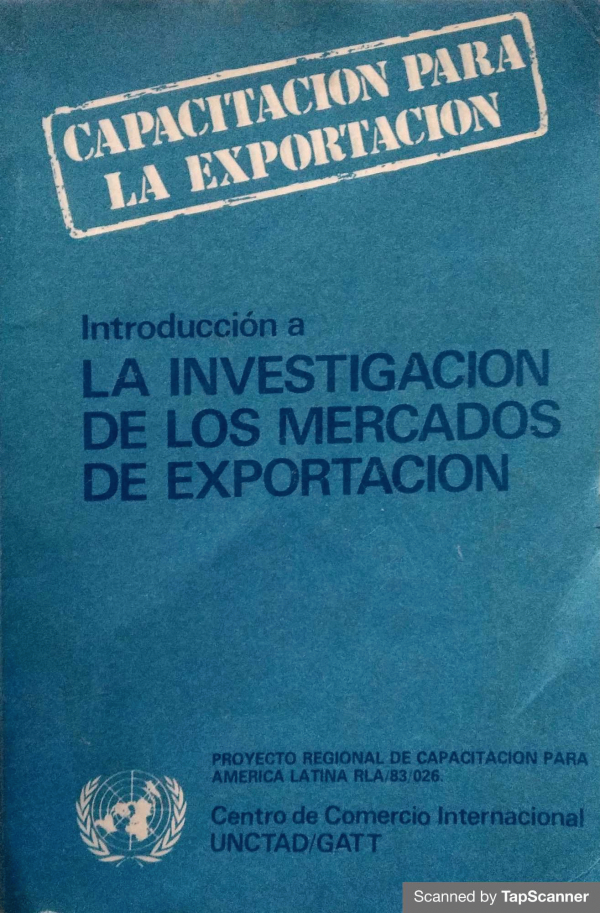 CAPACITACION PARA
LA EXPORTACION
Introducción a
LA INVESTIGACION
DE LOS MERCADOS
DE EXPORTACION
PROYECTO REGIONAL DE CAPACITACION PARA
AMERICA LATINA RLA/83/026.
Centro de Comercio Internacional
UNCTAD/GATT
Scanned by TapScanner